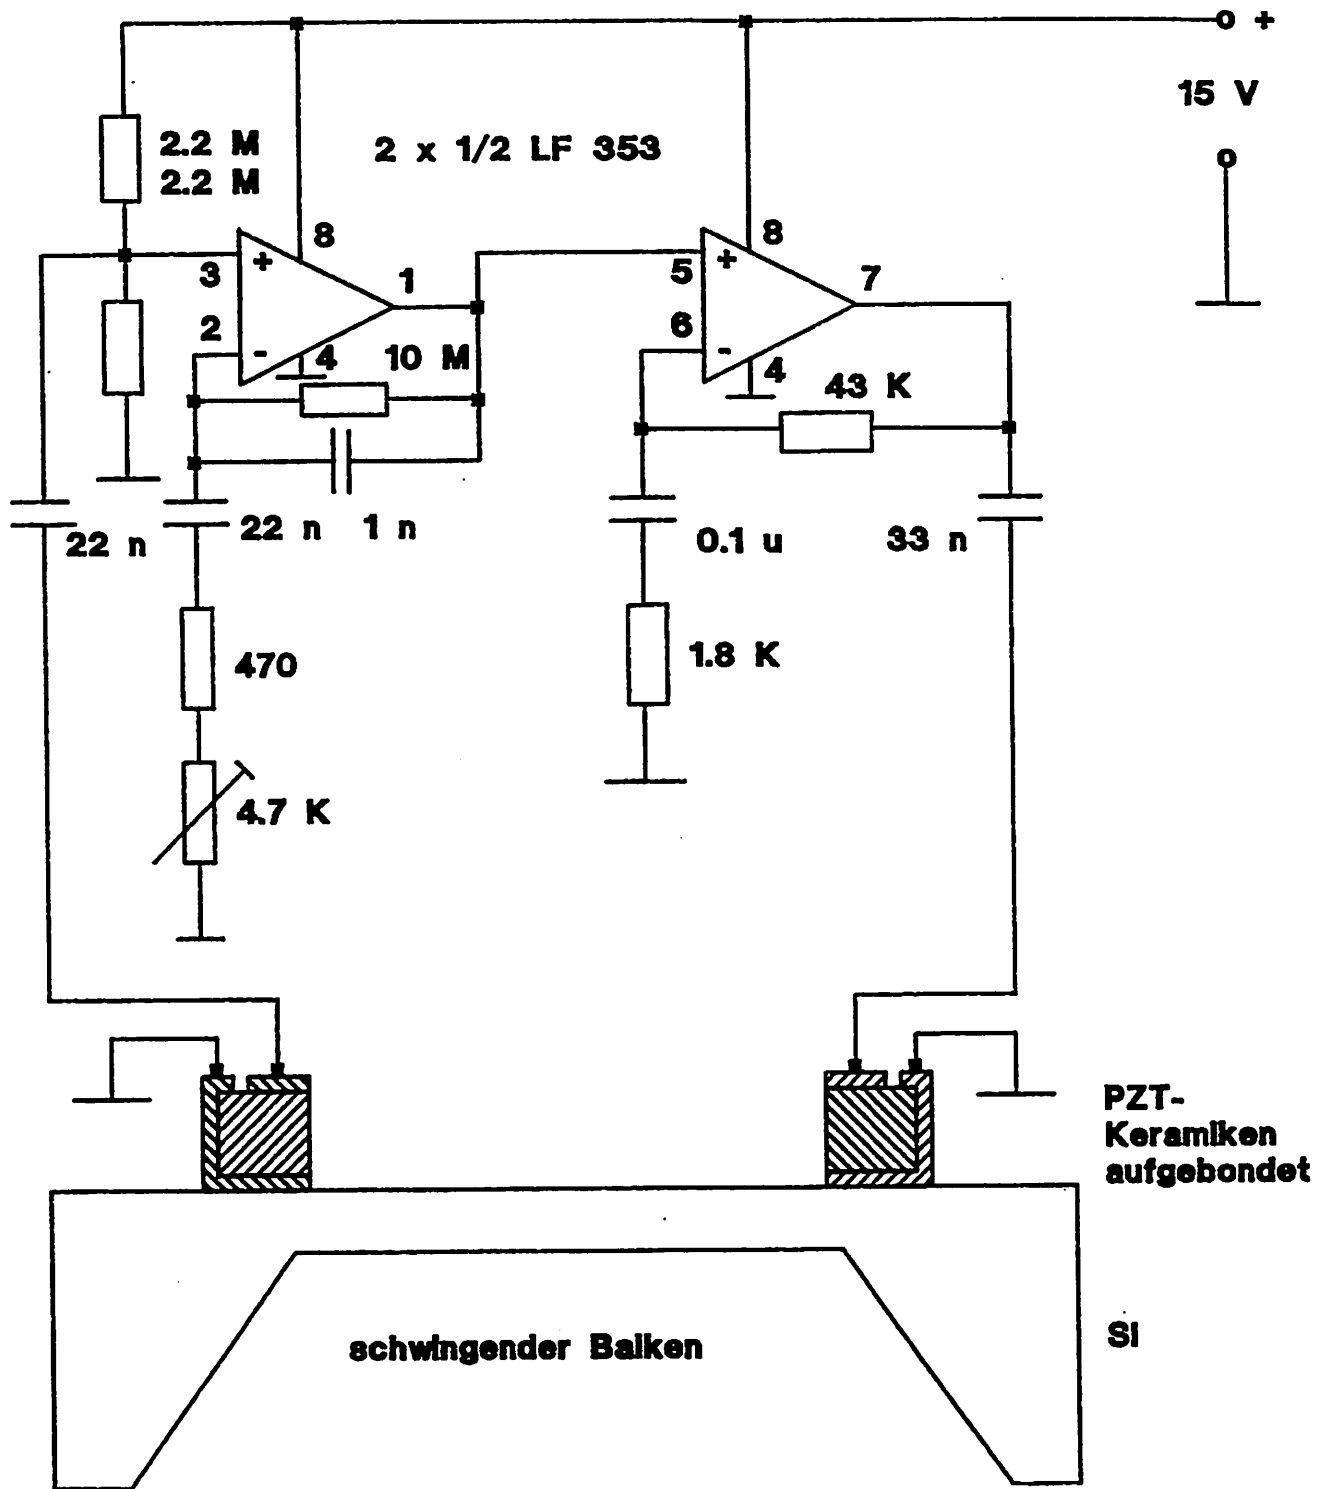 +
15 V
2.2 M
2.2 M
2 x 1/2 LF 353
8
8
+
3
1
+
5
7
2
-
4
10 M
6
-
4
43 K
22 n
22 n
1 n
0.1 u
33 n
470
1.8 K
4.7 K
PZT-
Keramiken
aufgebondet
schwingender Balken
Si